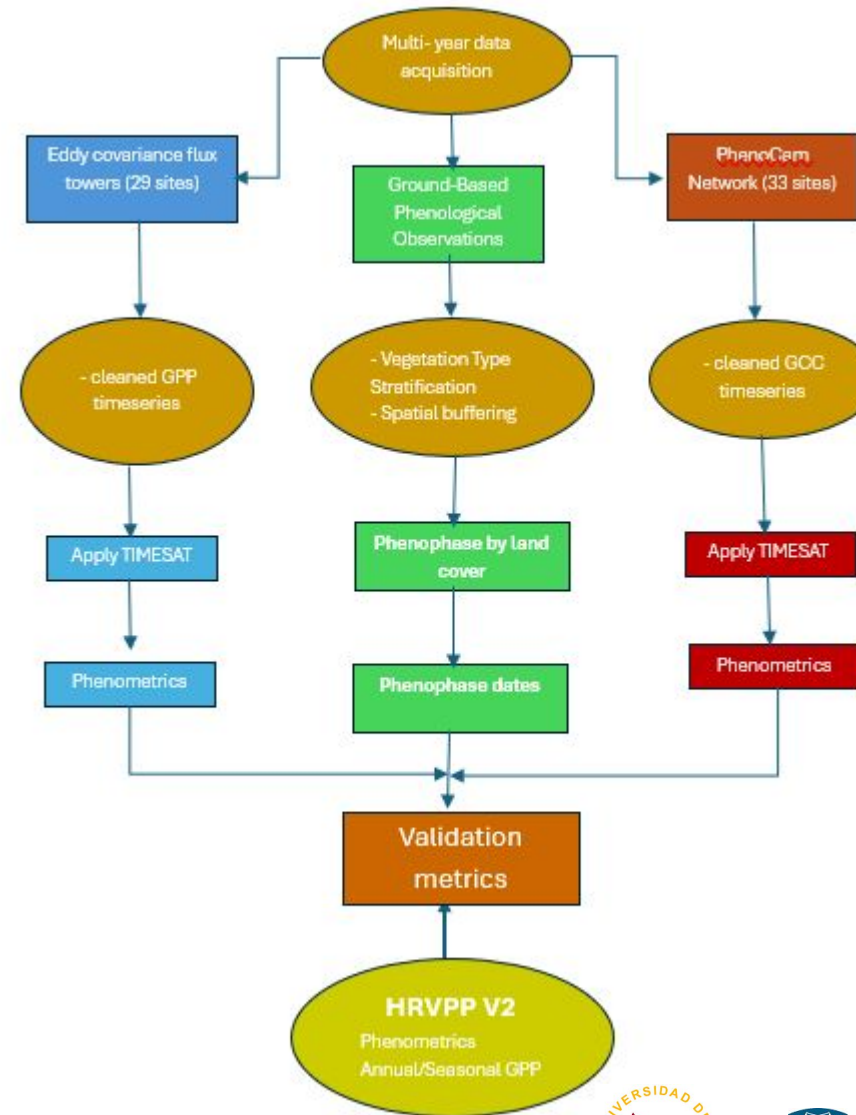 Multi- year data
acquisition
Eddy covariance flux
towers (29 sites)
Ground-Based
Phenological
Observations
PhenoCam
Network (33 sites)
- cleaned GPP
timeseries
- Vegetation Type
Stratification
- Spatial buffering
- cleaned GCC
timeseries
Apply TIMESAT
Phenophase by land
cover
Apply TIMESAT
Phenometrics
Phenophase dates
Phenometrics
Validation
metrics
HRVPP V2
Phenometrics
Annual/Seasonal GPP